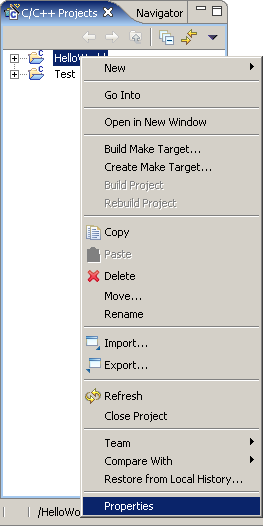 C/C++ Projects Navigator
New
Test
Go Into
Open in New Window
Build Make Target...
Create Make Target...
Build Project
Rebuild Project
Copy
Paste
Delete
Move...
Rename
Import...
Export...
Refresh
Close Project
Team
Compare With
Restore from Local History...
Properties